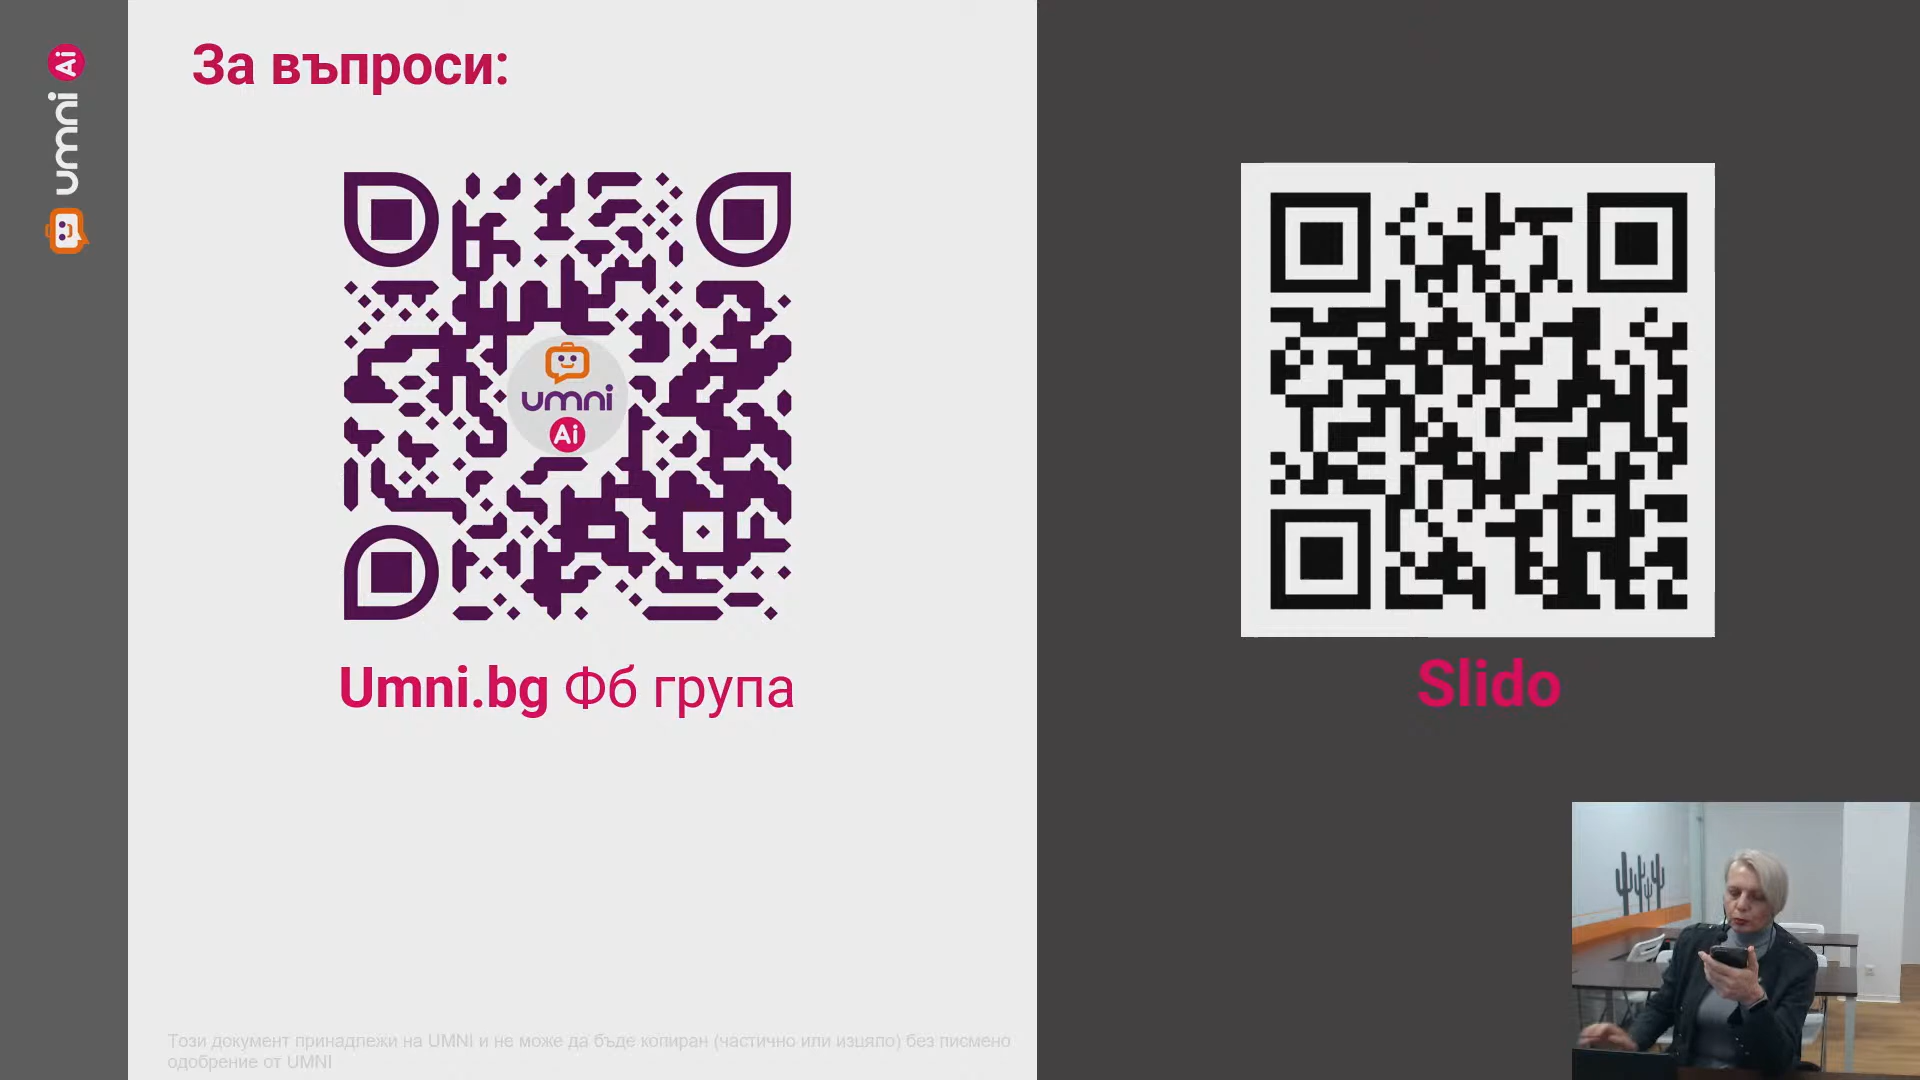 umni Ai
За въпроси:
umni
Ai
Umni.bg Фб група
Slido
Този документ принадлежи на UMNI и не може да бъде копиран (частично или изцяло) без писмено
одобрение от UMNI